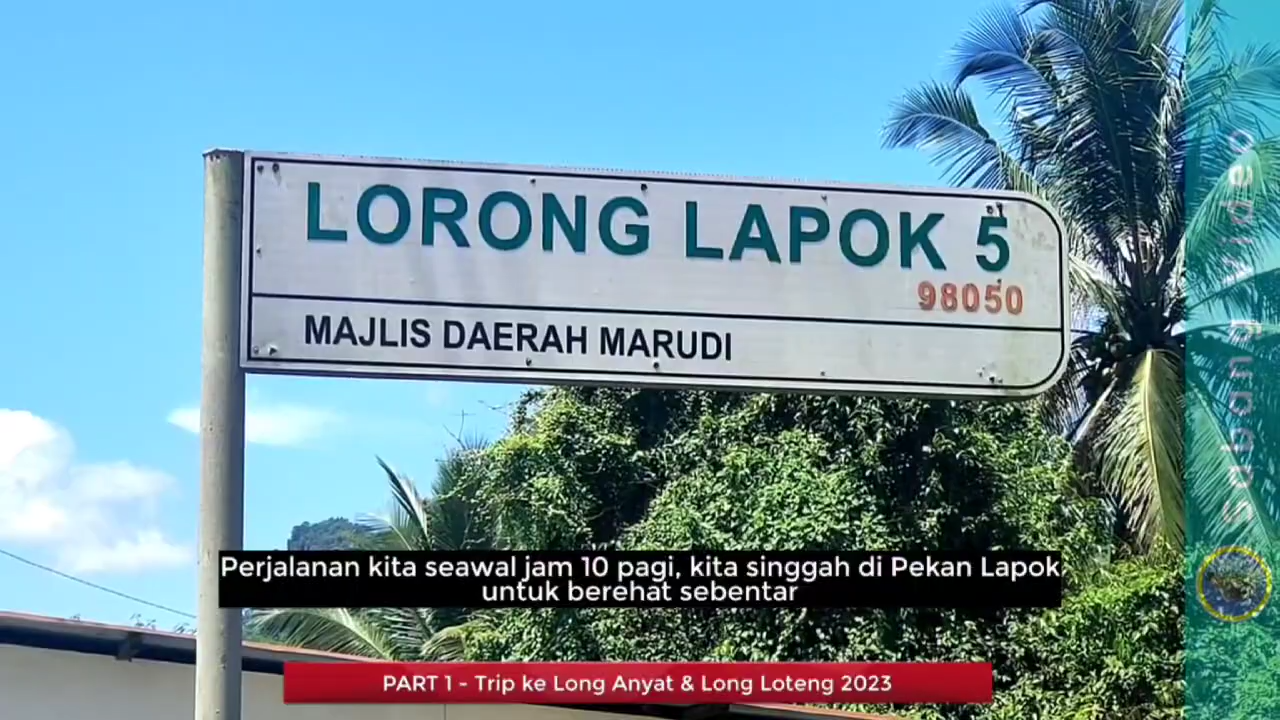 LORONG LAPOK 5
98050
MAJLIS DAERAH MARUDI
Perjalanan kita seawal jam 10 pagi, kita singgah di Pekan Lapok,
untuk berehat sebentar
PART 1 - Trip ke Long Anyat & Long Loteng 2023